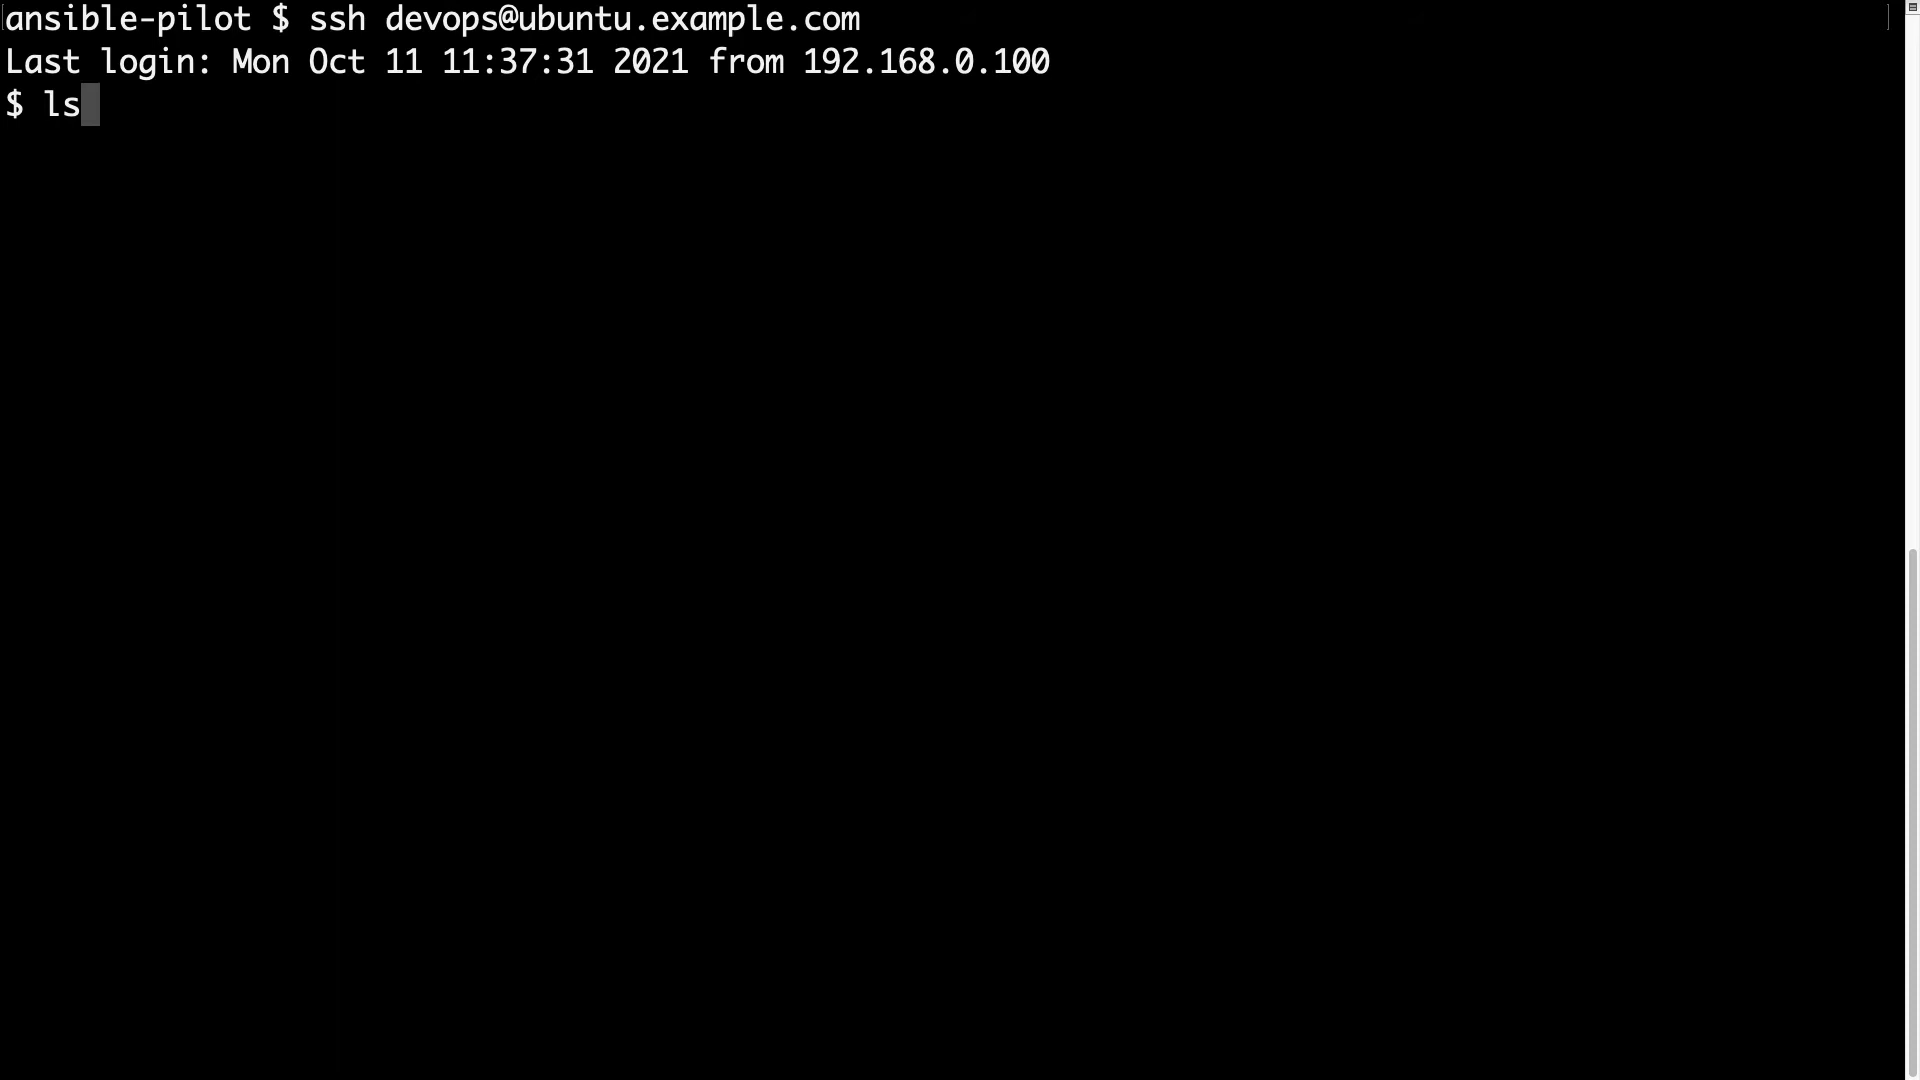 ansible-pilot $ ssh devops@ubuntu.example.com
Last login: Mon Oct 11 11:37:31 2021 from 192.168.0.100
$ ls